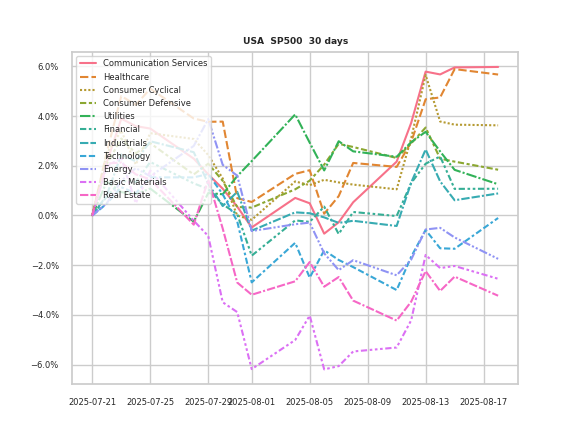 USA SP500 30 days
Communication Services
Healthcare
Consumer Cyclical
Consumer Defensive
Utilities
Financial
Industrials
Technology
Energy
Basic Materials
Real Estate
6.0%
4.0%
2.0%
0.0%
−2.0%
−4.0%
−6.0%
2025-07-21
2025-07-25
2025-07-29
2025-08-01
2025-08-05
2025-08-09
2025-08-13
2025-08-17